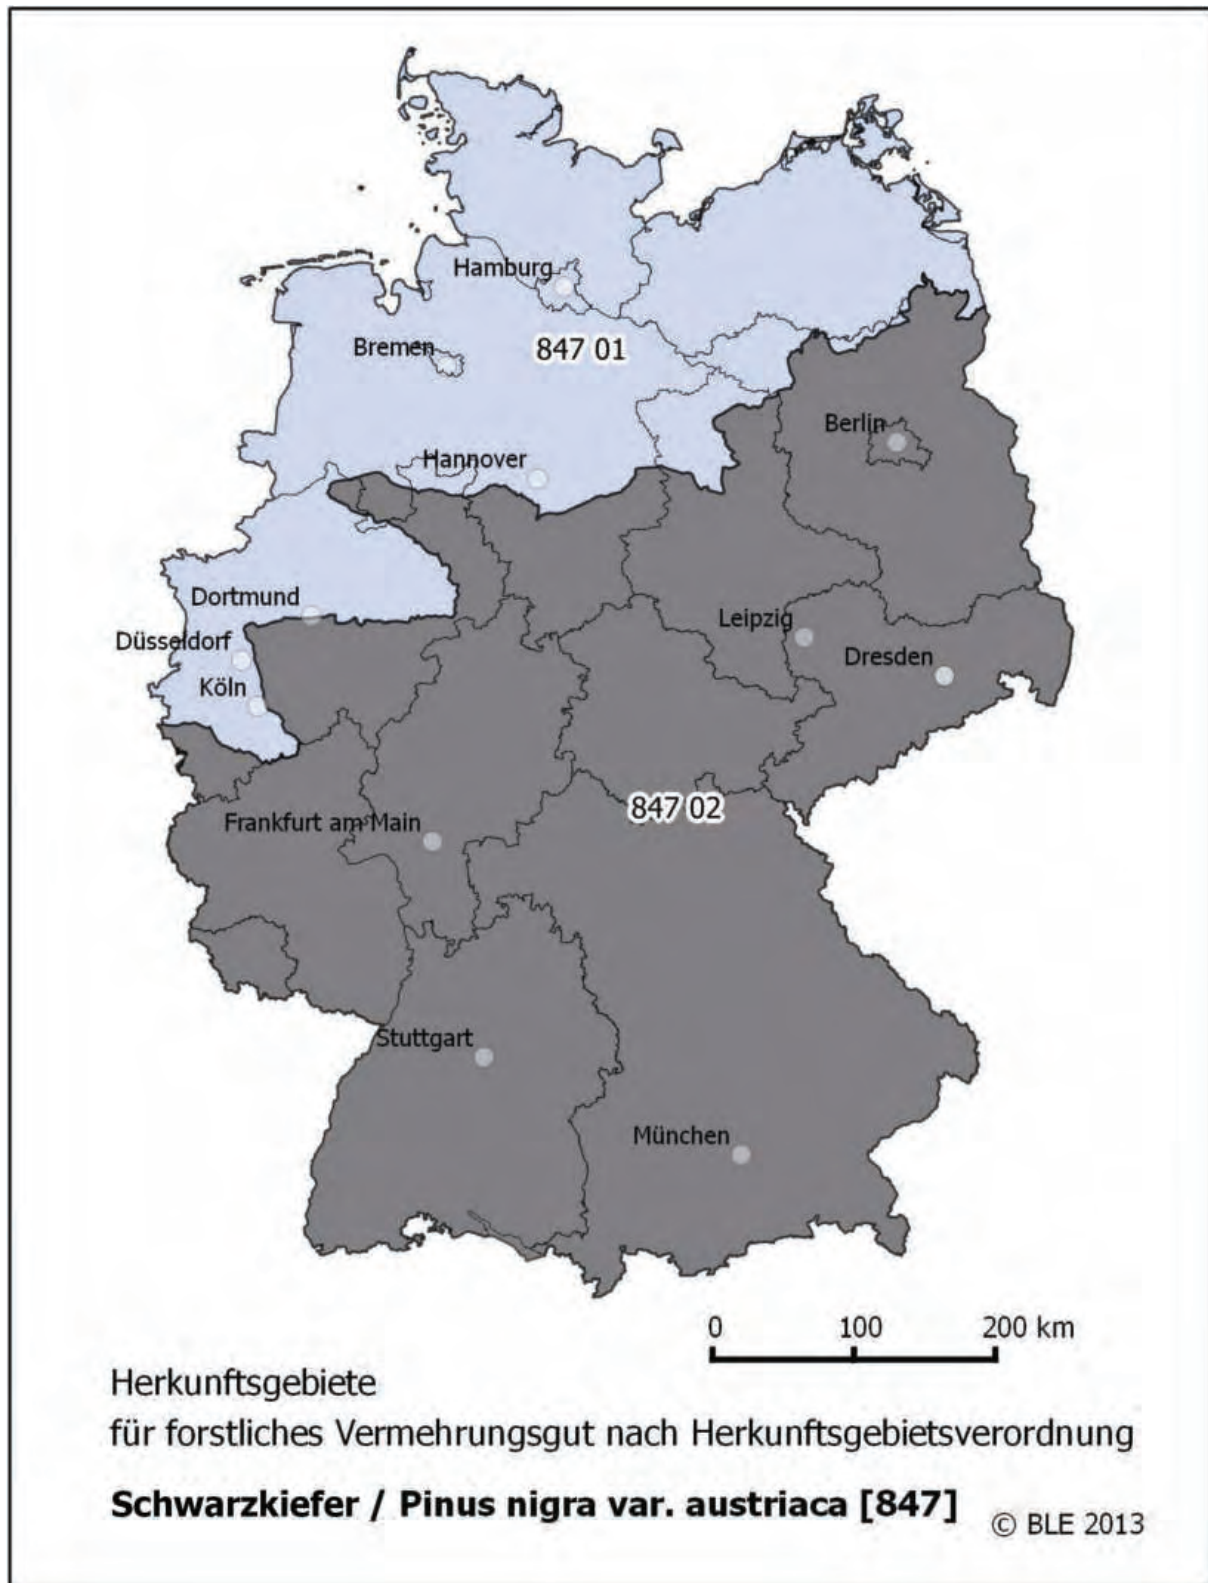 Hamburg
Bremen
847 01
Hannover
Berlin
Dortmund
Düsseldorf
Köln
Leipzig
Dresden
847 02
Frankfurt am Main
Stuttgart
München
0 100 200 km
Herkunftsgebiete
für forstliches Vermehrungsgut nach Herkunftsgebietsverordnung
Schwarzkiefer / Pinus nigra var. austriaca [847]
© BLE 2013